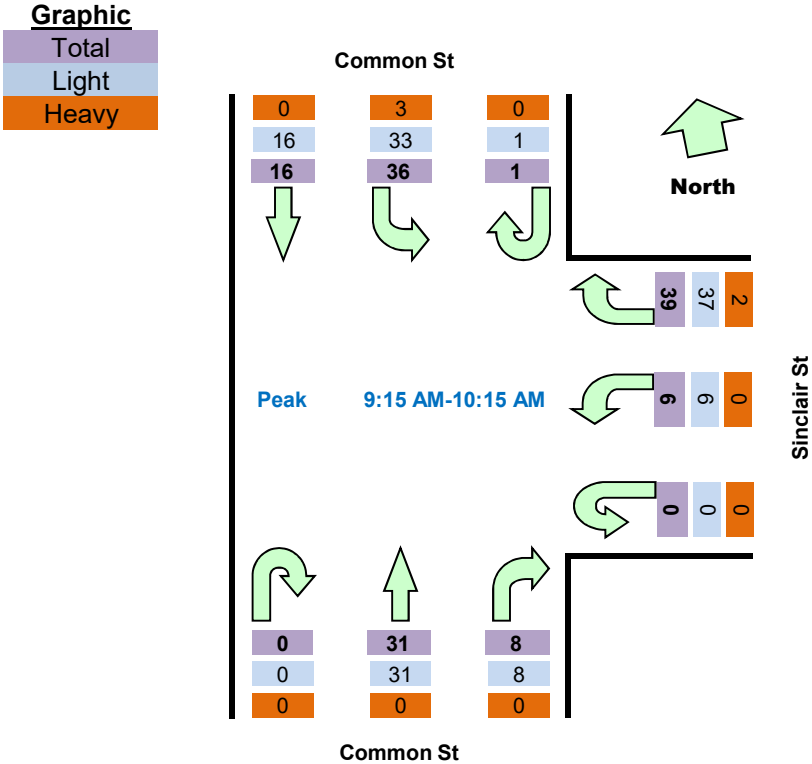 Graphic
Total
Light
Heavy
Common St
0 3 0
16 33 1
16 36 1
North
39 37 2
Peak 9:15 AM-10:15 AM
6 6 0
Sinclair St
0 0 0
0 31 8
0 31 8
0 0 0
Common St